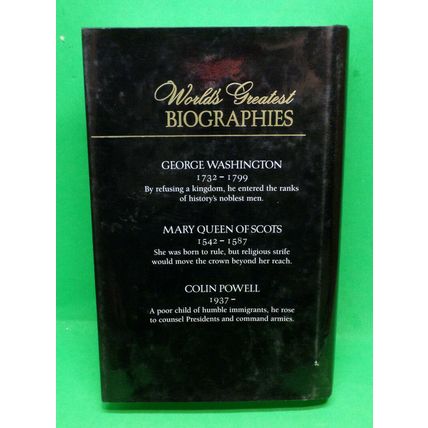 World's Greatest
BIOGRAPHIES
GEORGE WASHINGTON
1732 – 1799
By refusing a kingdom, he entered the ranks
of history's noblest men.
MARY QUEEN OF SCOTS
1542 – 1587
She was born to rule, but religious strife
would move the crown beyond her reach.
COLIN POWELL
1937 –
A poor child of humble immigrants, he rose
to counsel Presidents and command armies.